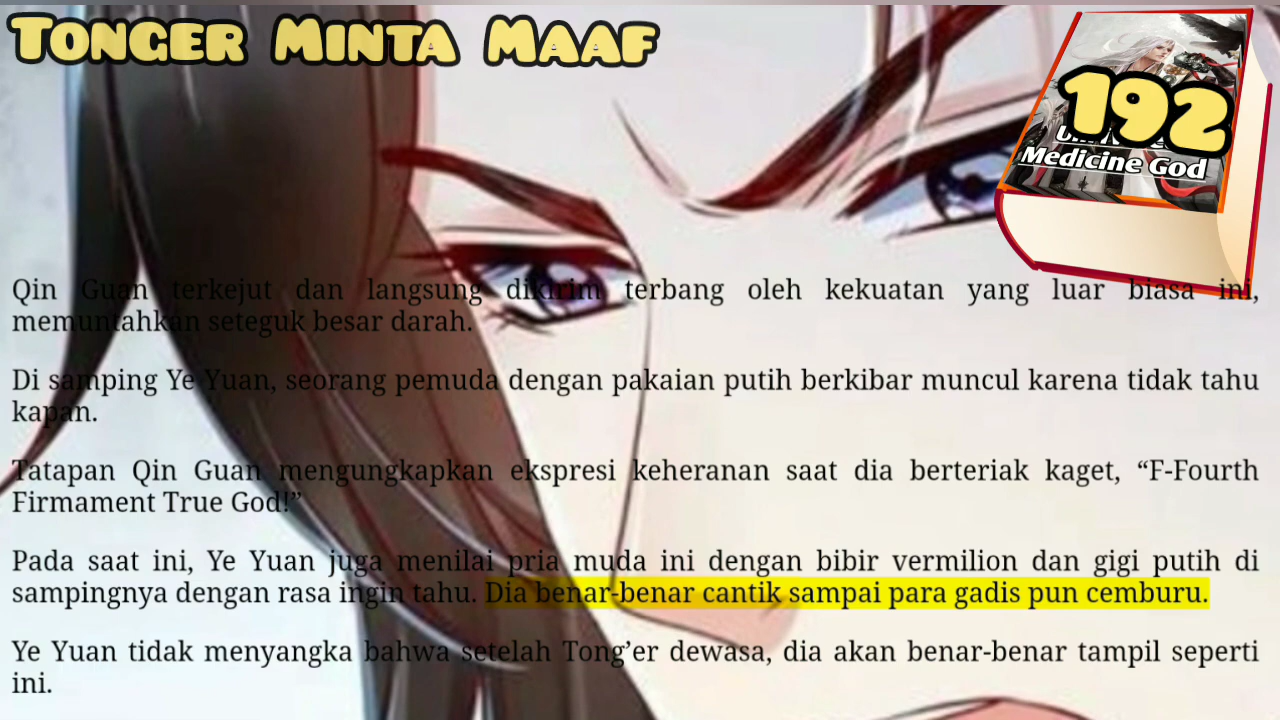 Tonger Minta Maaf
192
Medicine God
Qin Guan terkejut dan langsung dikirim terbang oleh kekuatan yang luar biasa ini,
memuntahkan seteguk besar darah.
Di samping Ye Yuan, seorang pemuda dengan pakaian putih berkibar muncul karena tidak tahu
kapan.
Tatapan Qin Guan mengungkapkan ekspresi keheranan saat dia berteriak kaget, “F-Fourth
Firmament True God!”
Pada saat ini, Ye Yuan juga menilai pria muda ini dengan bibir vermilion dan gigi putih di
sampingnya dengan rasa ingin tahu. Dia benar-benar cantik sampai para gadis pun cemburu.
Ye Yuan tidak menyangka bahwa setelah Tong’er dewasa, dia akan benar-benar tampil seperti
ini.